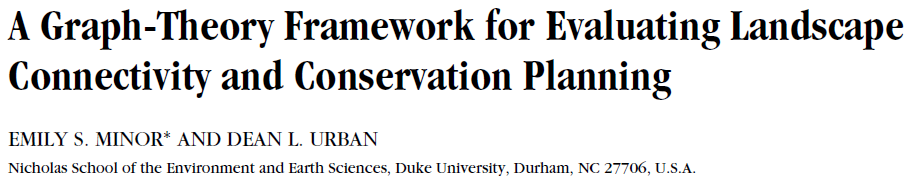 A Graph-Theory Framework for Evaluating Landscape
Connectivity and Conservation Planning
EMILY S. MINOR* AND DEAN L. URBAN
Nicholas School of the Environment and Earth Sciences, Duke University, Durham, NC 27706, U.S.A.